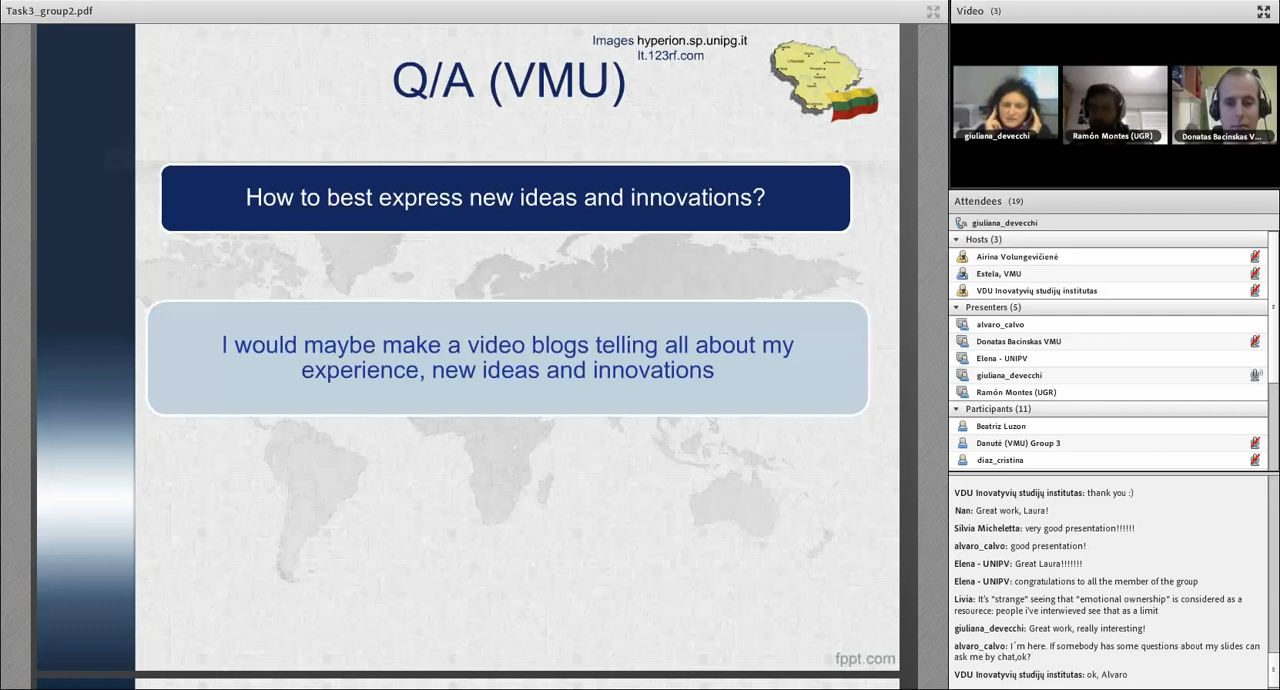 Task3_group2.pdf
Images hyperion.sp.unipg.it
lt.123rf.com
Q/A (VMU)
How to best express new ideas and innovations?
I would maybe make a video blogs telling all about my
experience, new ideas and innovations
fppt.com
Video (3)
giuliana_devecchi
Ramón Montes (UGR)
Donatas Bacinskas V...
Attendees (19)
giuliana_devecchi
Hosts (3)
Airina Volungevičienė
Estela, VMU
VDU Inovatyvių studijų institutas
Presenters (5)
alvaro_calvo
Donatas Bacinskas VMU
Elena - UNIPV
giuliana_devecchi
Ramón Montes (UGR)
Participants (11)
Beatriz Luzon
Danutė (VMU) Group 3
diaz_cristina
VDU Inovatyvių studijų institutas: thank you :)
Nan: Great work, Laura!
Silvia Micheletta: very good presentation!!!!!!
alvaro_calvo: good presentation!
Elena - UNIPV: Great Laura!!!!!!!
Elena - UNIPV: congratulations to all the member of the group
Livia: It's "strange" seeing that "emotional ownership" is considered as a
resourece: people i've interwieved see that as a limit
giuliana_devecchi: Great work, really interesting!
alvaro_calvo: I´m here. If somebody has some questions about my slides can
ask me by chat,ok?
VDU Inovatyvių studijų institutas: ok, Alvaro